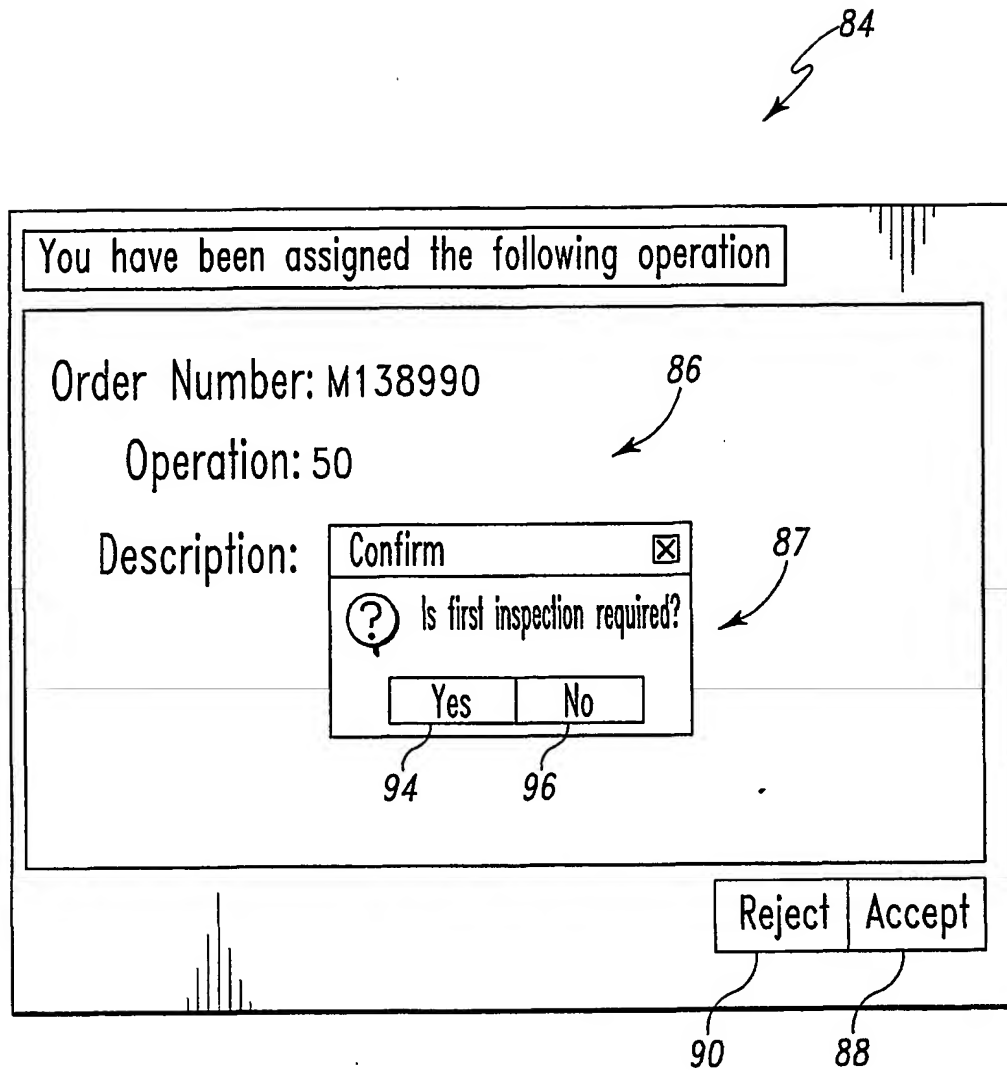 84
You have been assigned the following operation
Order Number: M138990
86
Operation: 50
Description:
Confirm
87
? Is first inspection required?
Yes No
94 96
Reject Accept
90 88